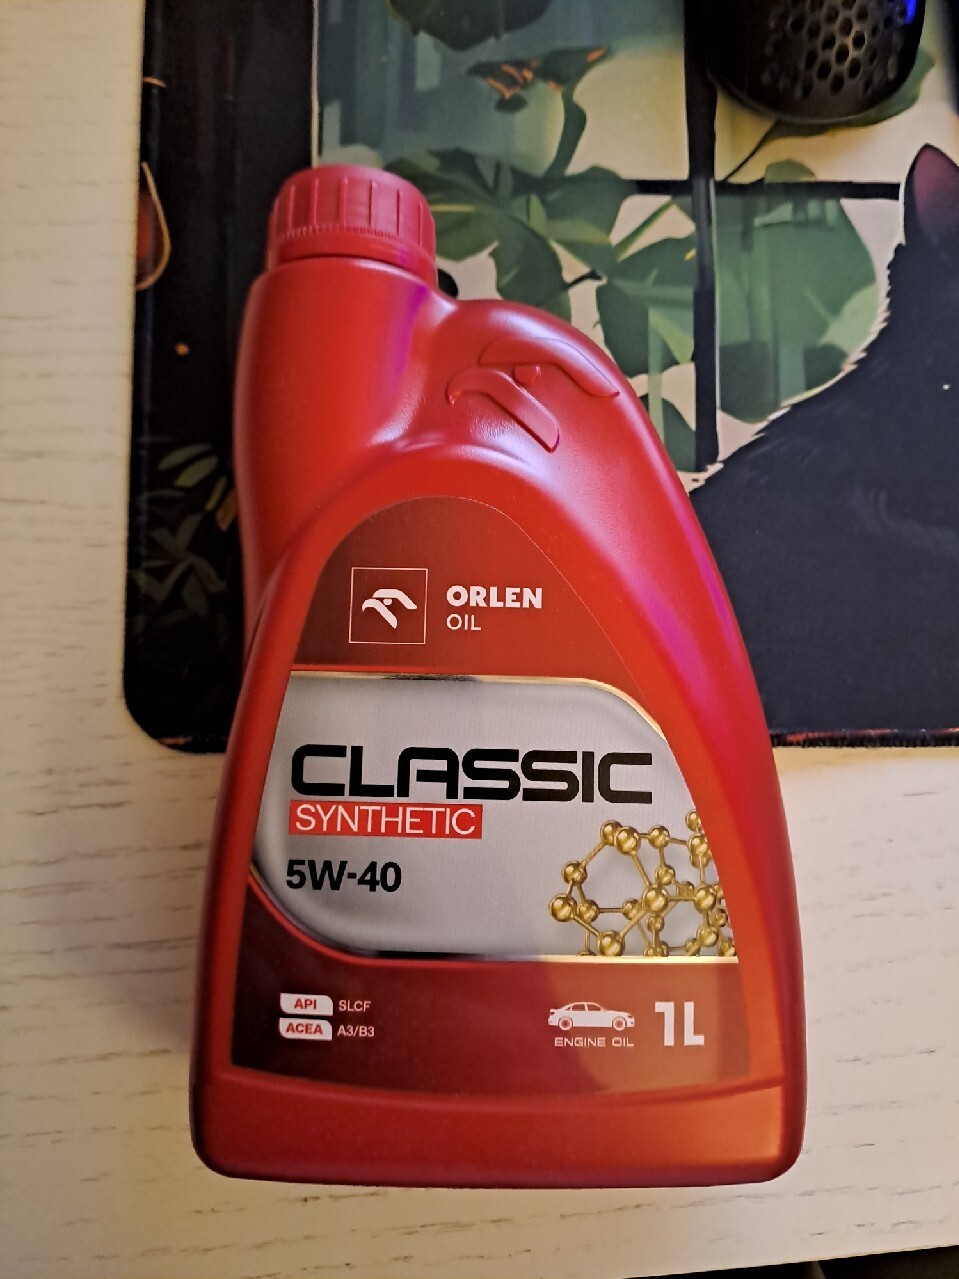 ORLEN
OIL
CLASSIC
SYNTHETIC
5W-40
API SLCF
ACEA A3/B3
ENGINE OIL
1L